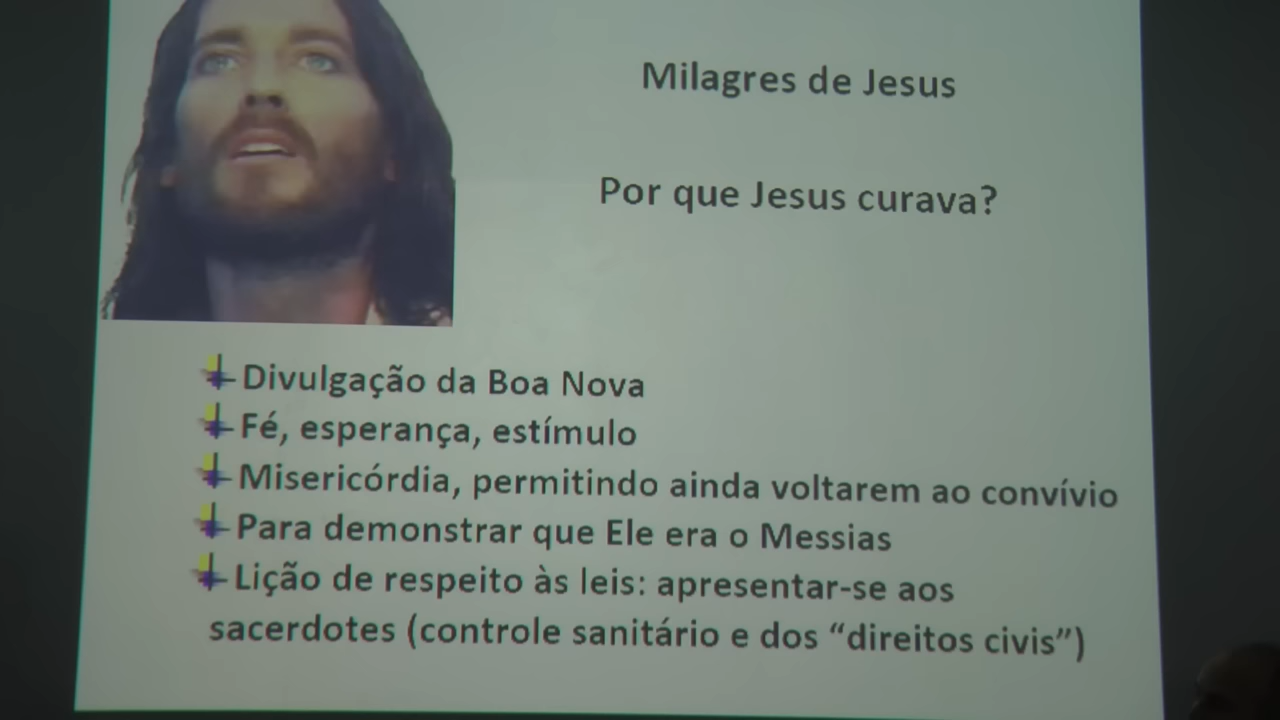 Milagres de Jesus
Por que Jesus curava?
Divulgação da Boa Nova
Fé, esperança, estímulo
Misericórdia, permitindo ainda voltarem ao convívio
Para demonstrar que Ele era o Messias
Lição de respeito às leis: apresentar-se aos
sacerdotes (controle sanitário e dos “direitos civis”)